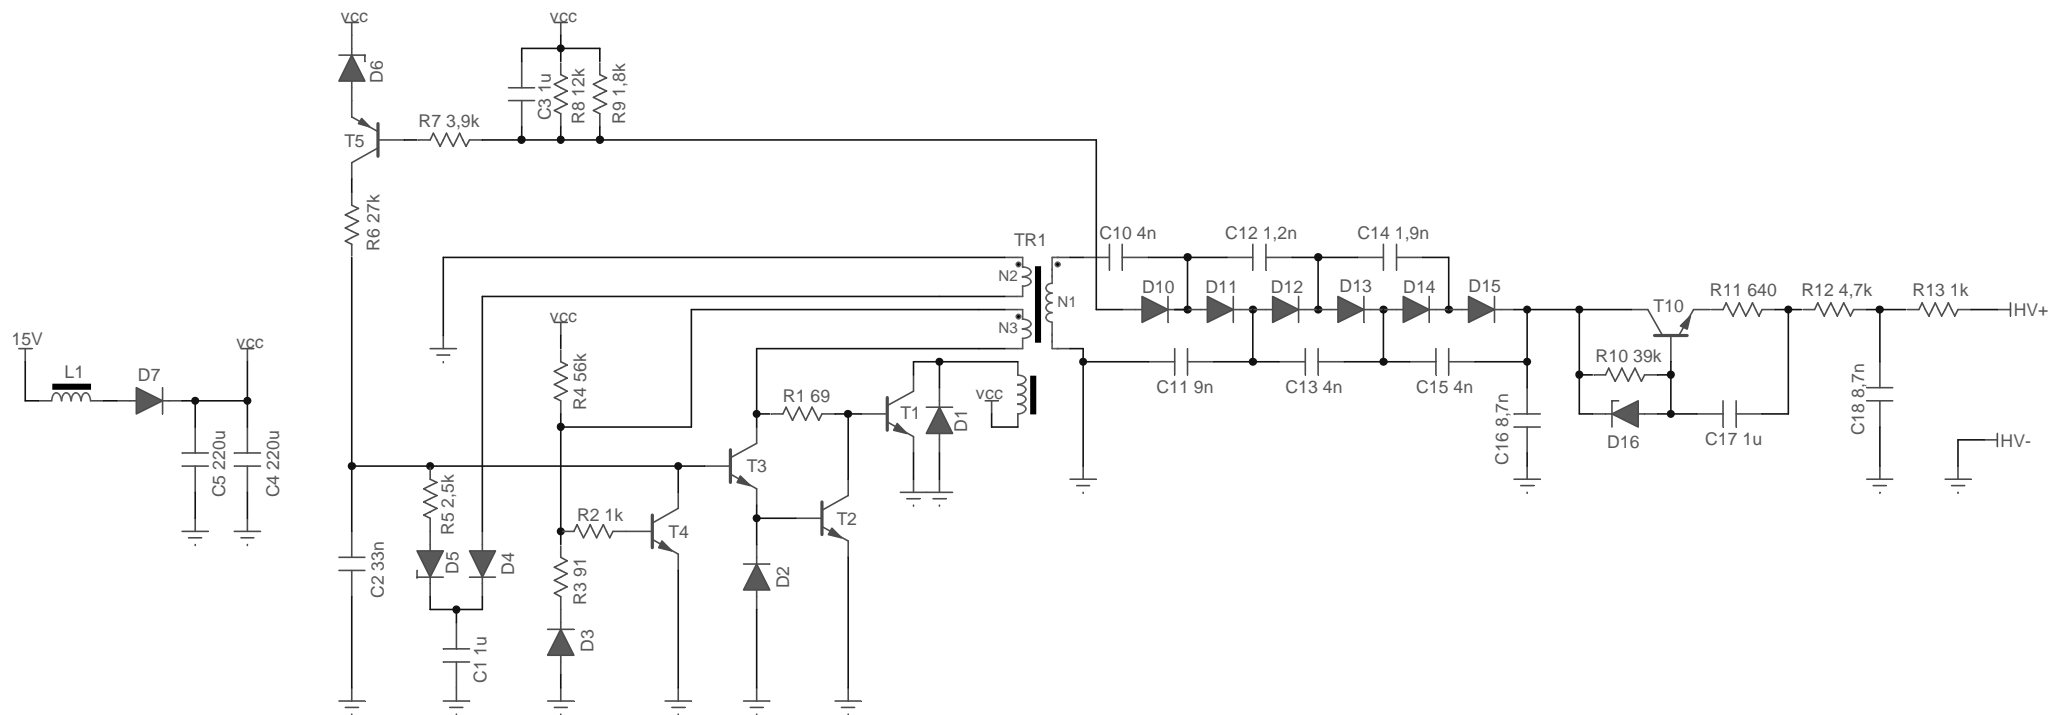 vcc
vcc
D6
C3 1u
R8 12k
R9 1,8k
R7 3,9k
T5
R6 27k
TR1
C10 4n
C12 1,2n
C14 1,9n
N2
N1
N3
D10
D11
D12
D13
D14
D15
T10
R11 640
R12 4,7k
R13 1k
HV+
vcc
15V
vcc
L1
D7
R4 56k
R1 69
T1
D1
vcc
C11 9n
C13 4n
C15 4n
R10 39k
D16
C17 1u
C16 8,7n
C18 8,7n
HV-
C5 220u
C4 220u
T3
R5 2,5k
R2 1k
T4
T2
C2 33n
D5
D4
R3 91
D2
D3
C1 1u